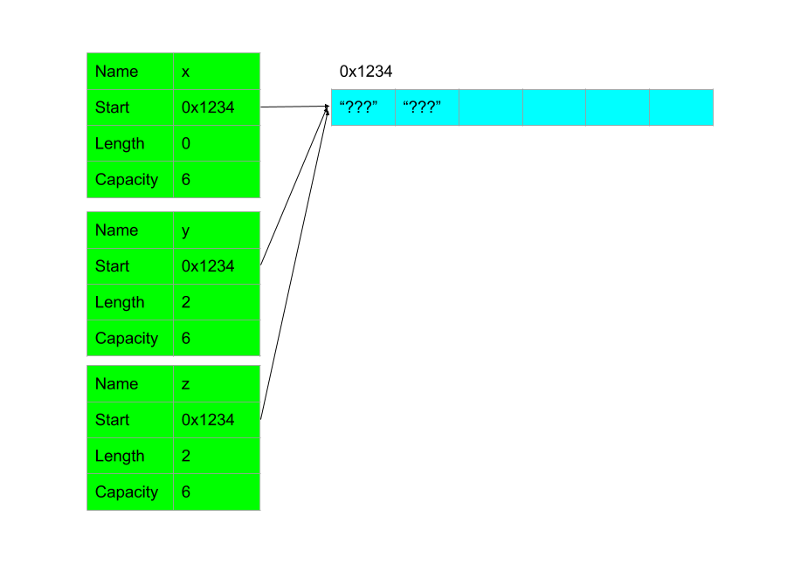 Name x
Start 0x1234
Length 0
Capacity 6
0x1234
“???” “???”
Name y
Start 0x1234
Length 2
Capacity 6
Name z
Start 0x1234
Length 2
Capacity 6